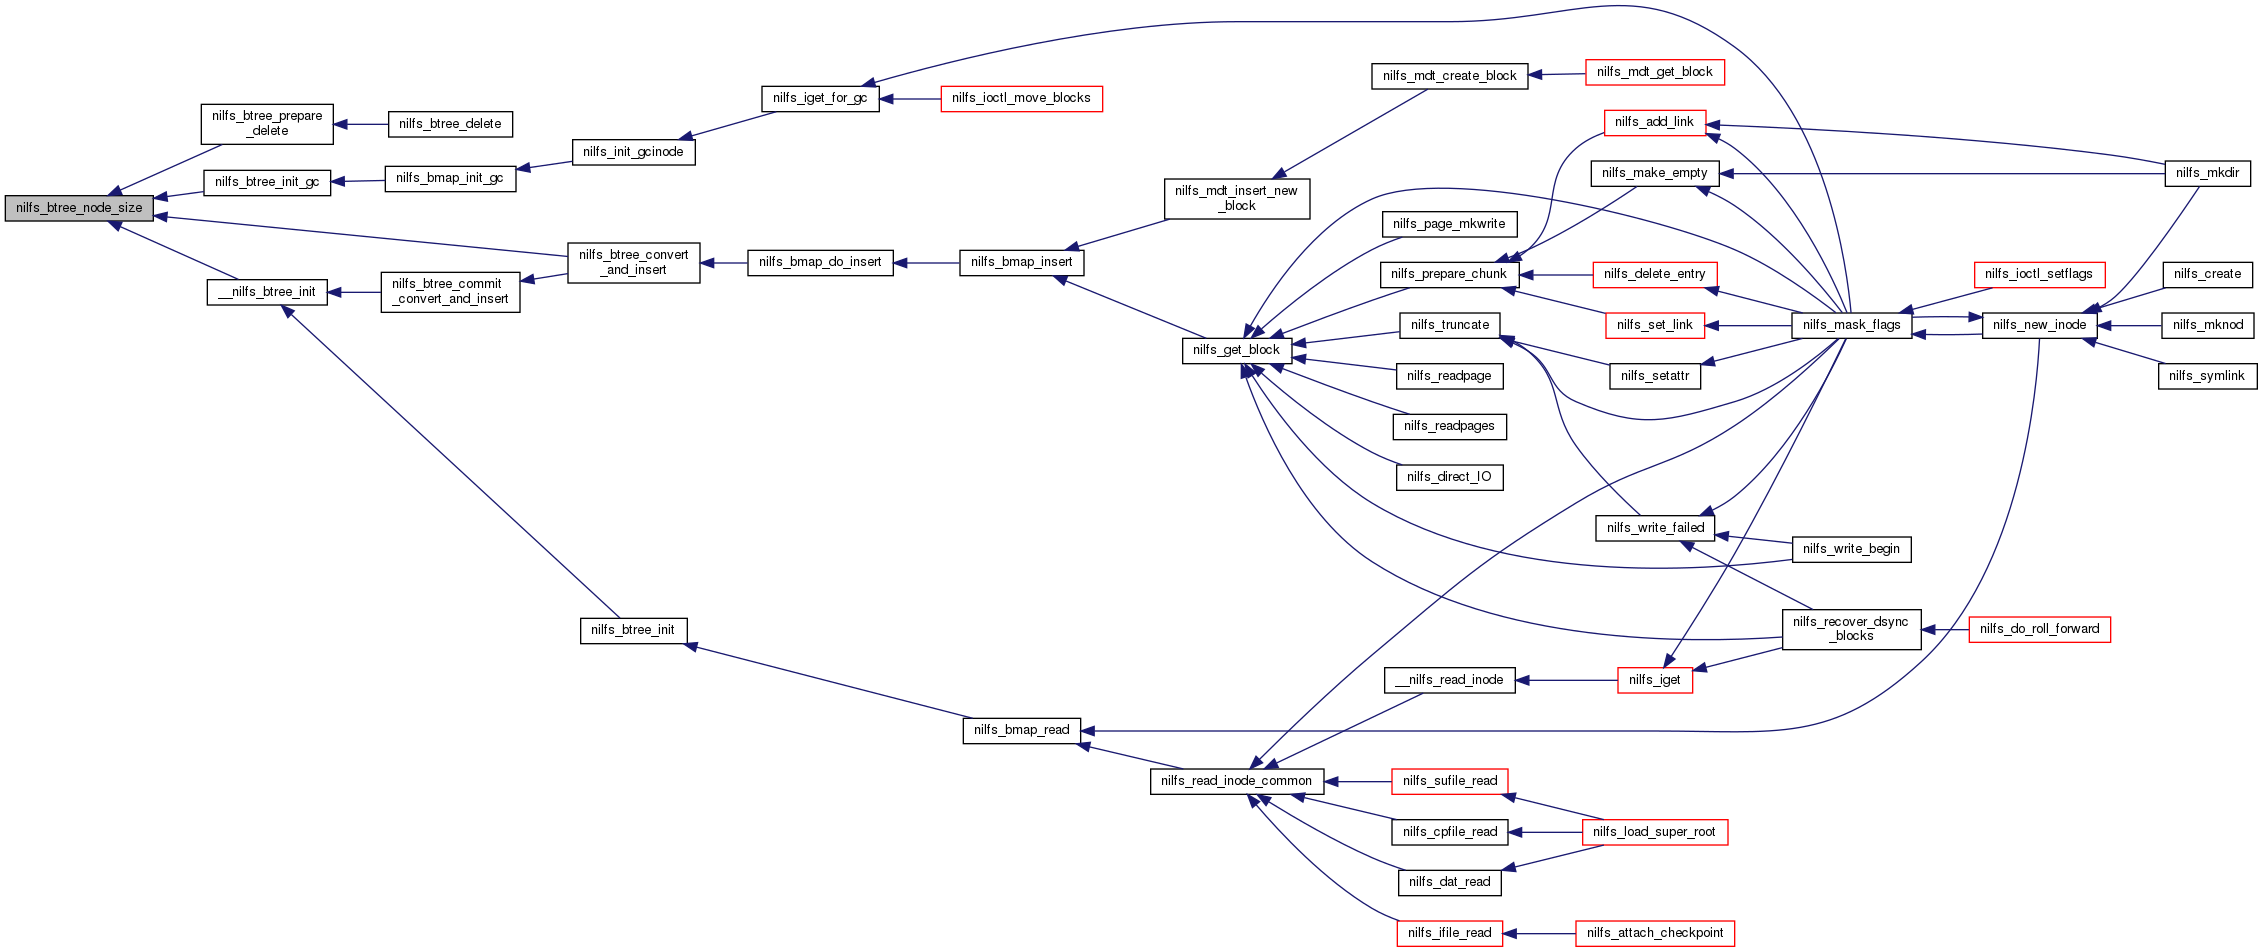 nilfs_btree_node_size
nilfs_btree_prepare
_delete
nilfs_btree_delete
nilfs_btree_init_gc
nilfs_bmap_init_gc
__nilfs_btree_init
nilfs_btree_commit
_convert_and_insert
nilfs_init_gcinode
nilfs_btree_convert
_and_insert
nilfs_btree_init
nilfs_iget_for_gc
nilfs_ioctl_move_blocks
nilfs_bmap_do_insert
nilfs_bmap_insert
nilfs_bmap_read
nilfs_mdt_insert_new
_block
nilfs_get_block
nilfs_read_inode_common
nilfs_mdt_create_block
nilfs_mdt_get_block
nilfs_page_mkwrite
nilfs_prepare_chunk
nilfs_truncate
nilfs_readpage
nilfs_readpages
nilfs_direct_IO
__nilfs_read_inode
nilfs_sufile_read
nilfs_cpfile_read
nilfs_dat_read
nilfs_ifile_read
nilfs_add_link
nilfs_make_empty
nilfs_delete_entry
nilfs_set_link
nilfs_setattr
nilfs_write_failed
nilfs_iget
nilfs_load_super_root
nilfs_attach_checkpoint
nilfs_mask_flags
nilfs_write_begin
nilfs_recover_dsync
_blocks
nilfs_ioctl_setflags
nilfs_new_inode
nilfs_do_roll_forward
nilfs_mkdir
nilfs_create
nilfs_mknod
nilfs_symlink